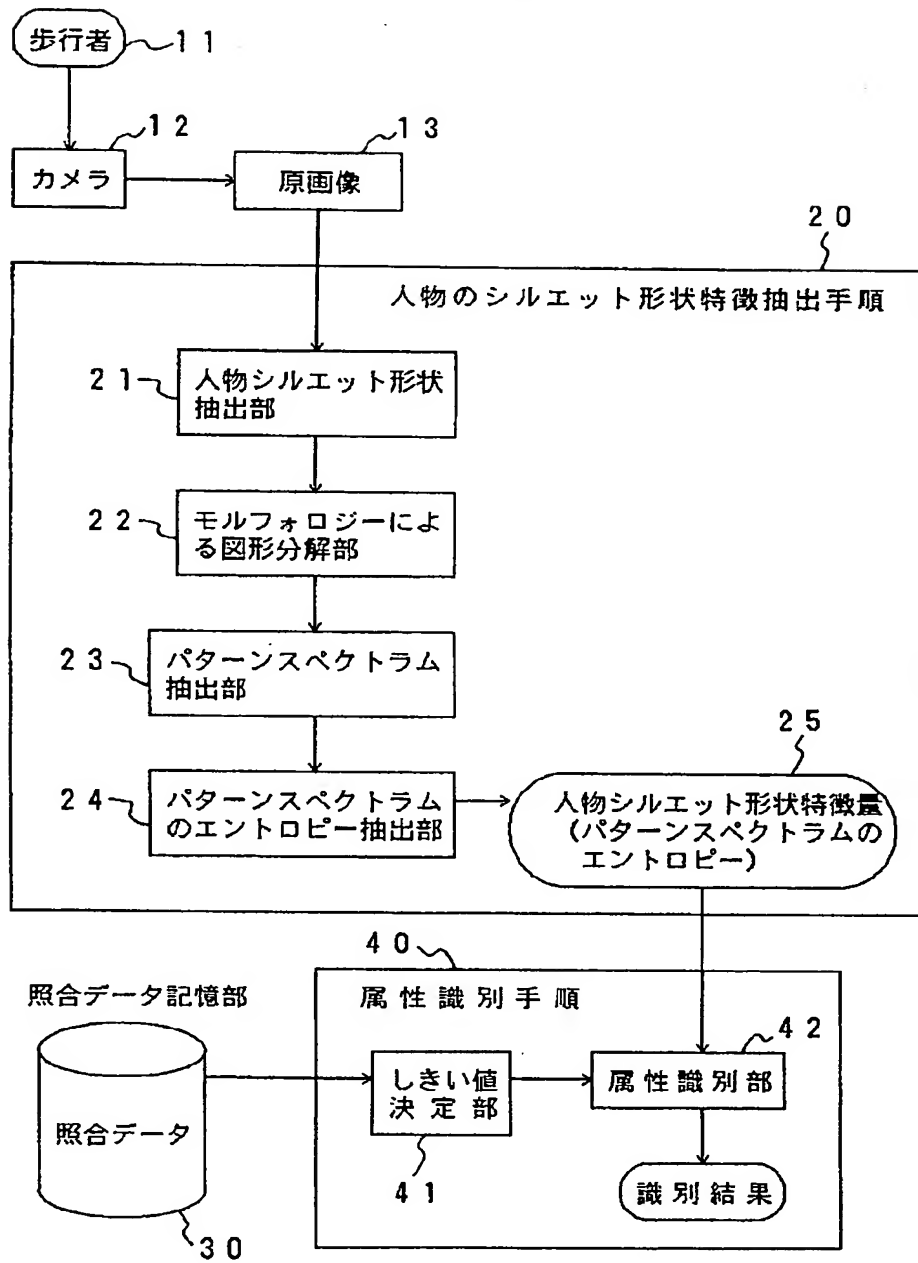 歩行者
11
12
カメラ
13
原画像
20
人物のシルエット形状特徴抽出手順
21
人物シルエット形状
抽出部
22
モルフォロジーによ
る図形分解部
23
パターンスペクトラム
抽出部
24
パターンスペクトラム
のエントロピー抽出部
25
人物シルエット形状特徴量
(パターンスペクトラムの
エントロピー)
40
属性識別手順
照合データ記憶部
照合データ
30
しきい値
決定部
41
42
属性識別部
識別結果